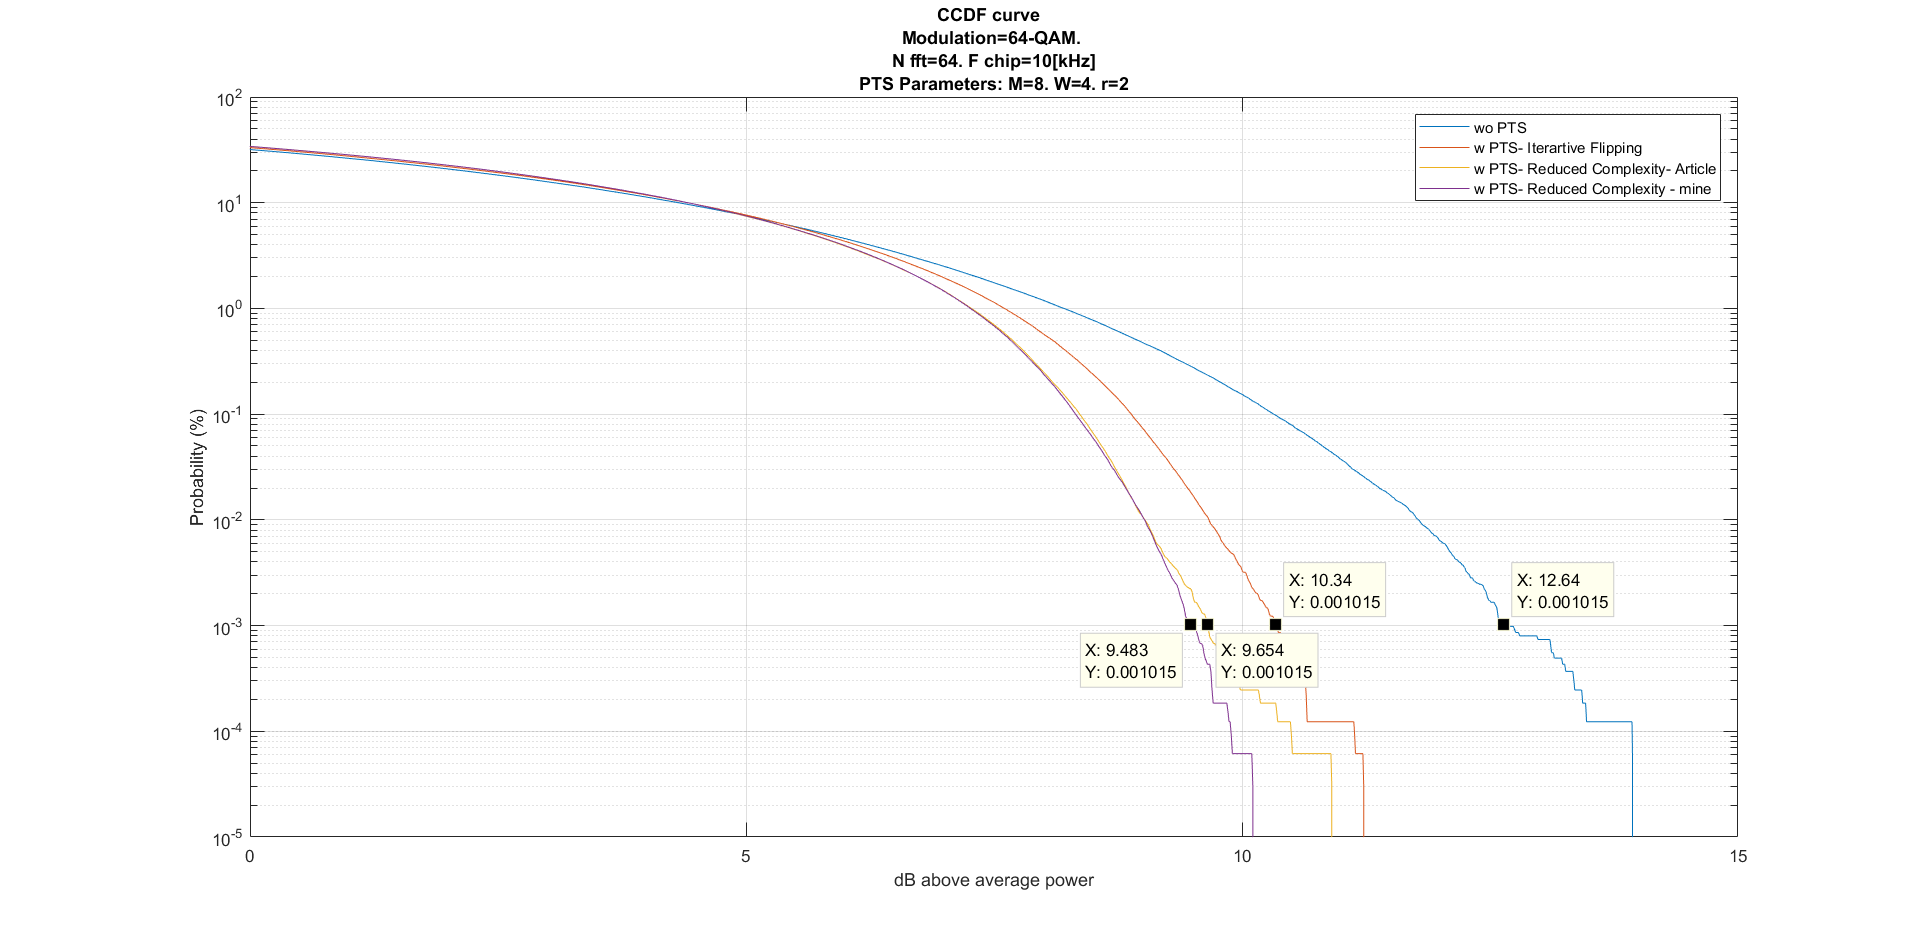 CCDF curve
Modulation=64-QAM.
N fft=64. F chip=10[kHz]
PTS Parameters: M=8. W=4. r=2
10^2
wo PTS
w PTS- Iterartive Flipping
w PTS- Reduced Complexity- Article
w PTS- Reduced Complexity - mine
10^1
10^0
10^-1
Probability (%)
10^-2
X: 10.34
Y: 0.001015
X: 12.64
Y: 0.001015
10^-3
X: 9.483
Y: 0.001015
X: 9.654
Y: 0.001015
10^-4
10^-5
0
5
10
15
dB above average power